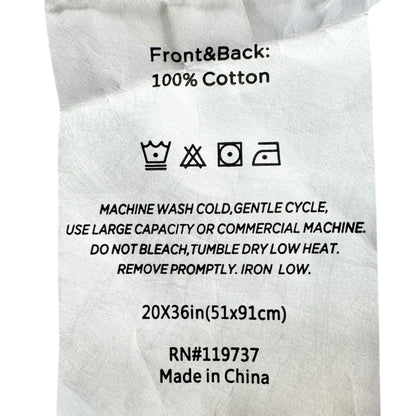 Front&Back:
100% Cotton
MACHINE WASH COLD,GENTLE CYCLE,
USE LARGE CAPACITY OR COMMERCIAL MACHINE.
DO NOT BLEACH,TUMBLE DRY LOW HEAT.
REMOVE PROMPTLY. IRON LOW.
20X36in(51x91cm)
RN#119737
Made in China